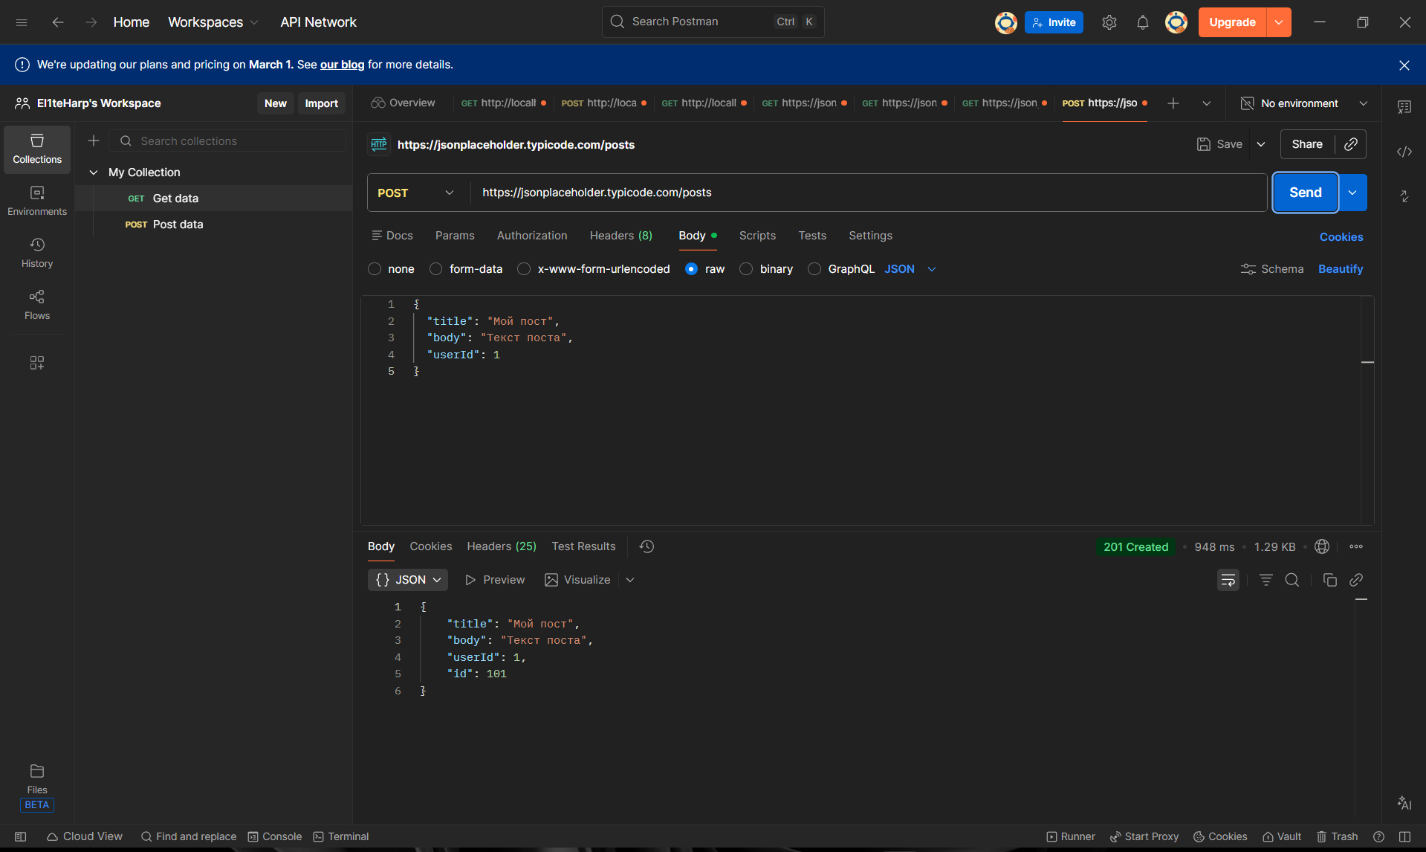 Home Workspaces API Network Search Postman Ctrl K Invite Upgrade
We're updating our plans and pricing on March 1. See our blog for more details.
El1teHarp's Workspace New Import
Overview GET http://locall POST http://loca GET http://locall GET https://json GET https://json GET https://json POST https://jso No environment
Collections
Environments
History
Flows
Files
BETA
Search collections
My Collection
GET Get data
POST Post data
HTTP https://jsonplaceholder.typicode.com/posts Save Share
POST https://jsonplaceholder.typicode.com/posts Send
Docs Params Authorization Headers (8) Body Scripts Tests Settings Cookies
none form-data x-www-form-urlencoded raw binary GraphQL JSON Schema Beautify
1 {
2 "title": "Мой пост",
3 "body": "Текст поста",
4 "userId": 1
5 }
Body Cookies Headers (25) Test Results 201 Created 948 ms 1.29 KB
{} JSON Preview Visualize
1 {
2 "title": "Мой пост",
3 "body": "Текст поста",
4 "userId": 1,
5 "id": 101
6 }
AI
Cloud View Find and replace Console Terminal Runner Start Proxy Cookies Vault Trash